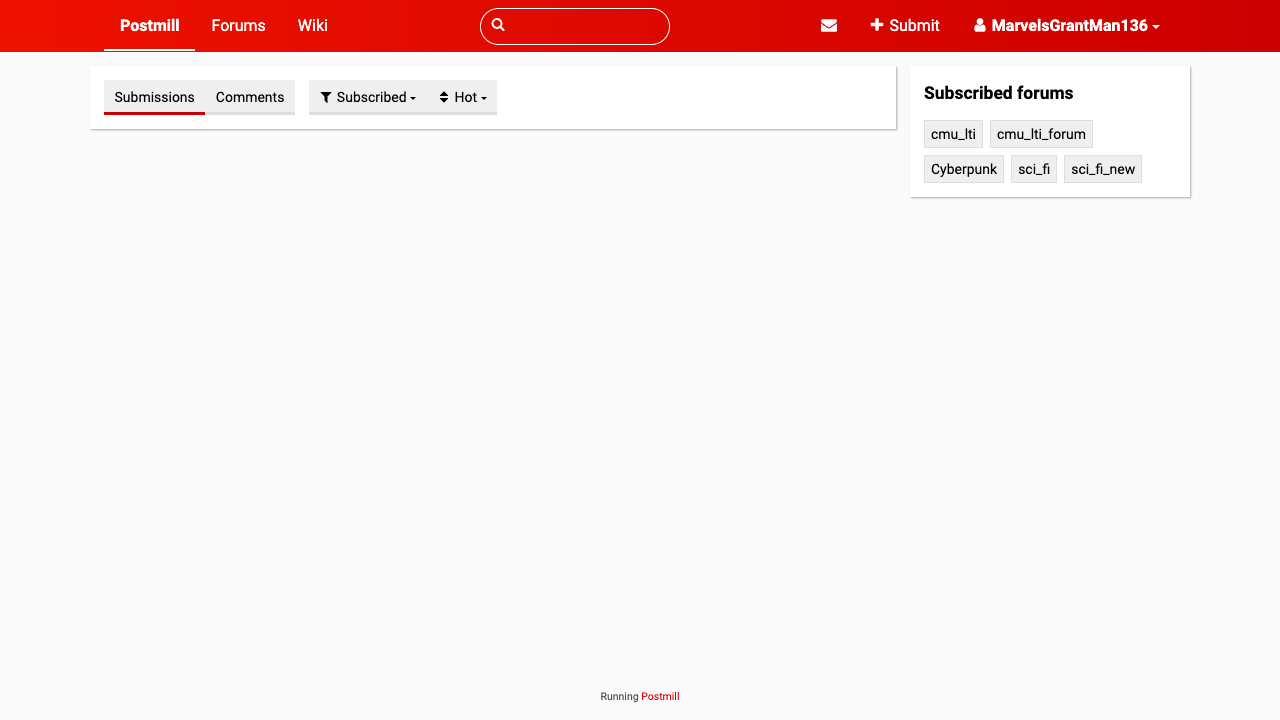 Postmill Forums Wiki Submit MarvelsGrantMan136
Submissions Comments Subscribed Hot
Subscribed forums
cmu_lti cmu_lti_forum
Cyberpunk sci_fi sci_fi_new
Running Postmill